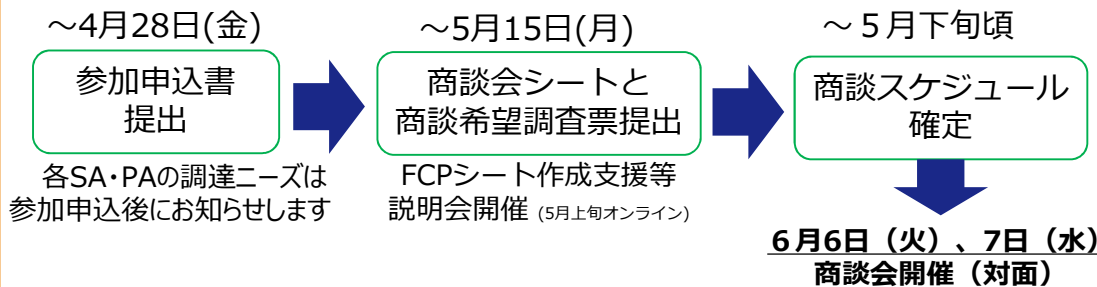 ～4月28日(金)
参加申込書
提出
各SA・PAの調達ニーズは
参加申込後にお知らせします
～5月15日(月)
商談会シートと
商談希望調査票提出
FCPシート作成支援等
説明会開催 (5月上旬オンライン)
～５月下旬頃
商談スケジュール
確定
６月6日（火）、7日（水）
商談会開催（対面）